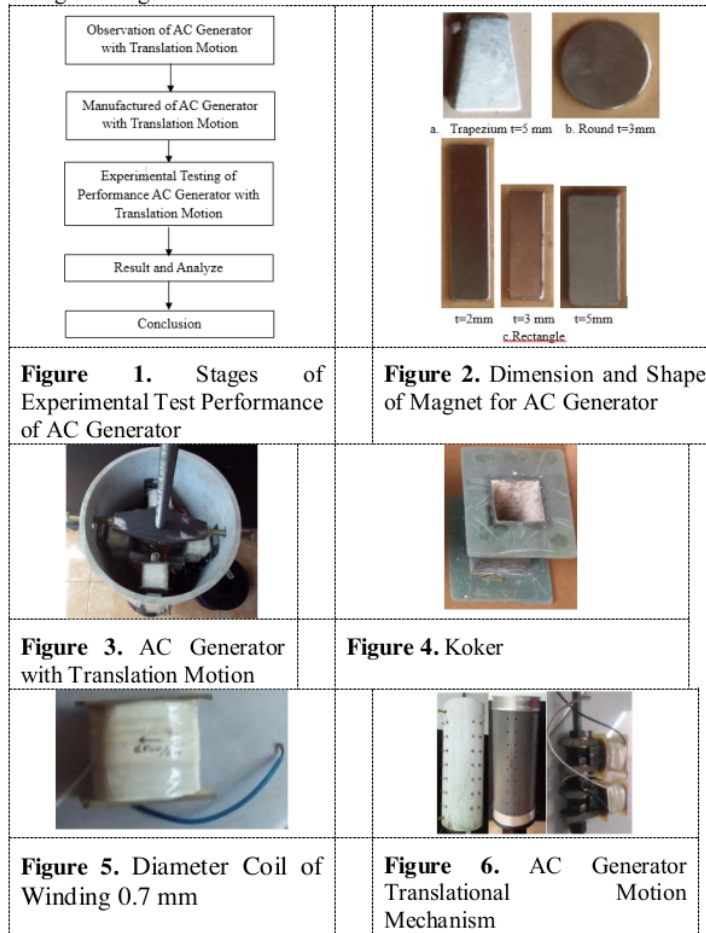 Observation of AC Generator
with Translation Motion
Manufactured of AC Generator
with Translation Motion
Experimental Testing of
Performance AC Generator with
Translation Motion
Result and Analyze
Conclusion
a. Trapezium t=5 mm b. Round t=3mm
t=2mm t=3 mm t=5mm
c.Rectangle
Figure 1. Stages of
Experimental Test Performance
of AC Generator
Figure 2. Dimension and Shape
of Magnet for AC Generator
Figure 3. AC Generator
with Translation Motion
Figure 4. Koker
Figure 5. Diameter Coil of
Winding 0.7 mm
Figure 6. AC Generator
Translational Motion
Mechanism